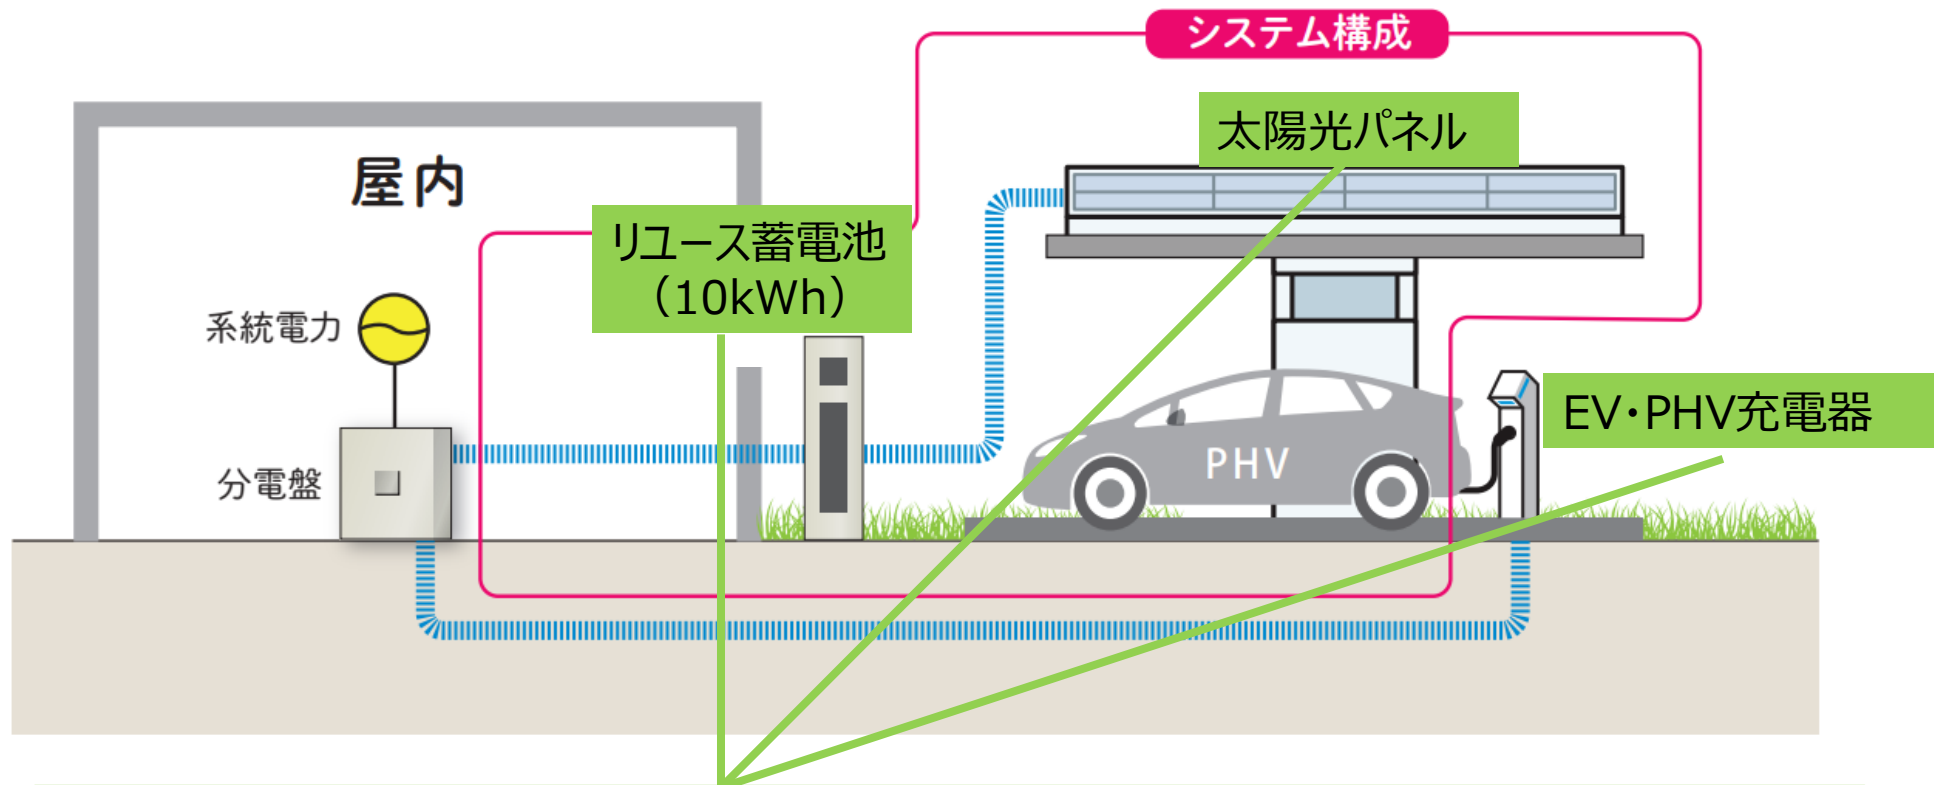 システム構成
太陽光パネル
屋内
リユース蓄電池
（10kWh）
系統電力
EV・PHV充電器
PHV
分電盤